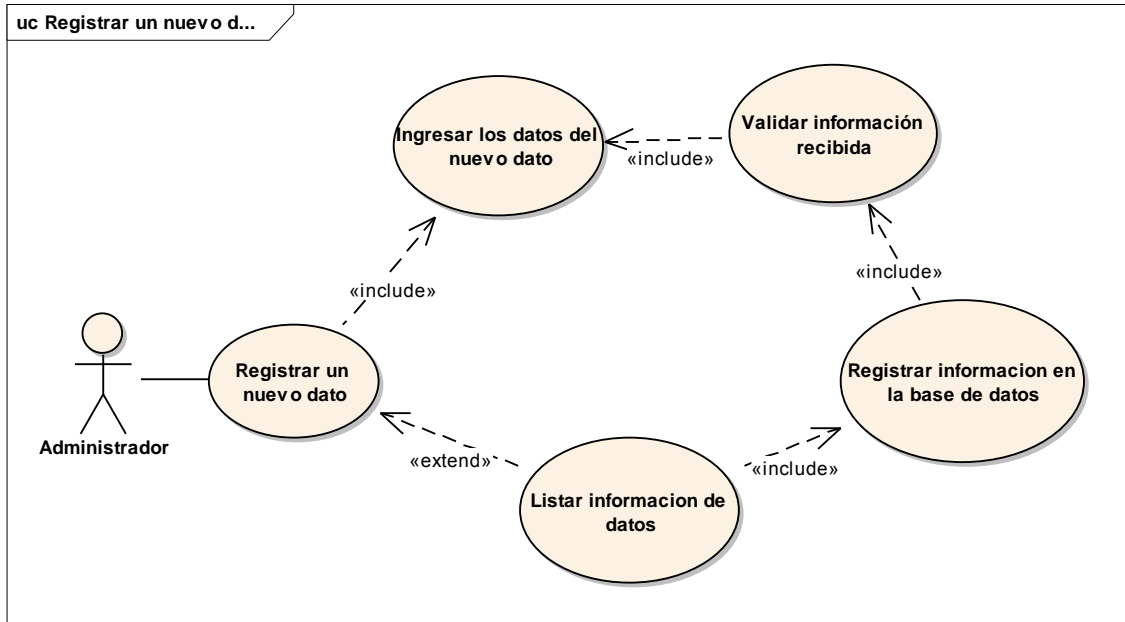 uc Registrar un nuevo d...
Ingresar los datos del
nuevo dato
Validar información
recibida
«include»
«include»
«include»
Registrar un
nuevo dato
Registrar informacion en
la base de datos
Administrador
«extend»
«include»
Listar informacion de
datos